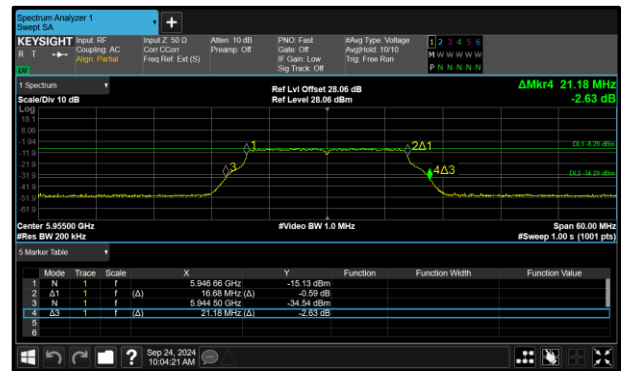 Spectrum Analyzer 1
Swept SA
KEYSIGHT Input: RF Input Z: 50 Ω Atten: 10 dB PNO: Fast #Avg Type: Voltage 1 2 3 4 5 6
R T Coupling: AC Corr CCorr Preamp: Off Gate: Off Avg|Hold: 10/10 M W W W W W
Align: Partial Freq Ref: Ext (S) IF Gain: Low Trig: Free Run
Sig Track: Off P N N N N N
1 Spectrum Ref Lvl Offset 28.06 dB ΔMkr4 21.18 MHz
Scale/Div 10 dB Ref Level 28.06 dBm -2.63 dB
Log
18.1
8.06
-1.94
-11.9
-21.9
-31.9
-41.9
-51.9
-61.9
1
2Δ1
3
4Δ3
DL1 -8.29 dBm
DL2 -34.29 dBm
Center 5.95500 GHz #Video BW 1.0 MHz Span 60.00 MHz
#Res BW 200 kHz #Sweep 1.00 s (1001 pts)
5 Marker Table
Mode Trace Scale X Y Function Function Width Function Value
1 N 1 f 5.946 66 GHz -15.13 dBm
2 Δ1 1 f (Δ) 16.68 MHz (Δ) -0.59 dB
3 N 1 f 5.944 50 GHz -34.54 dBm
4 Δ3 1 f (Δ) 21.18 MHz (Δ) -2.63 dB
5
6
Sep 24, 2024
10:04:21 AM